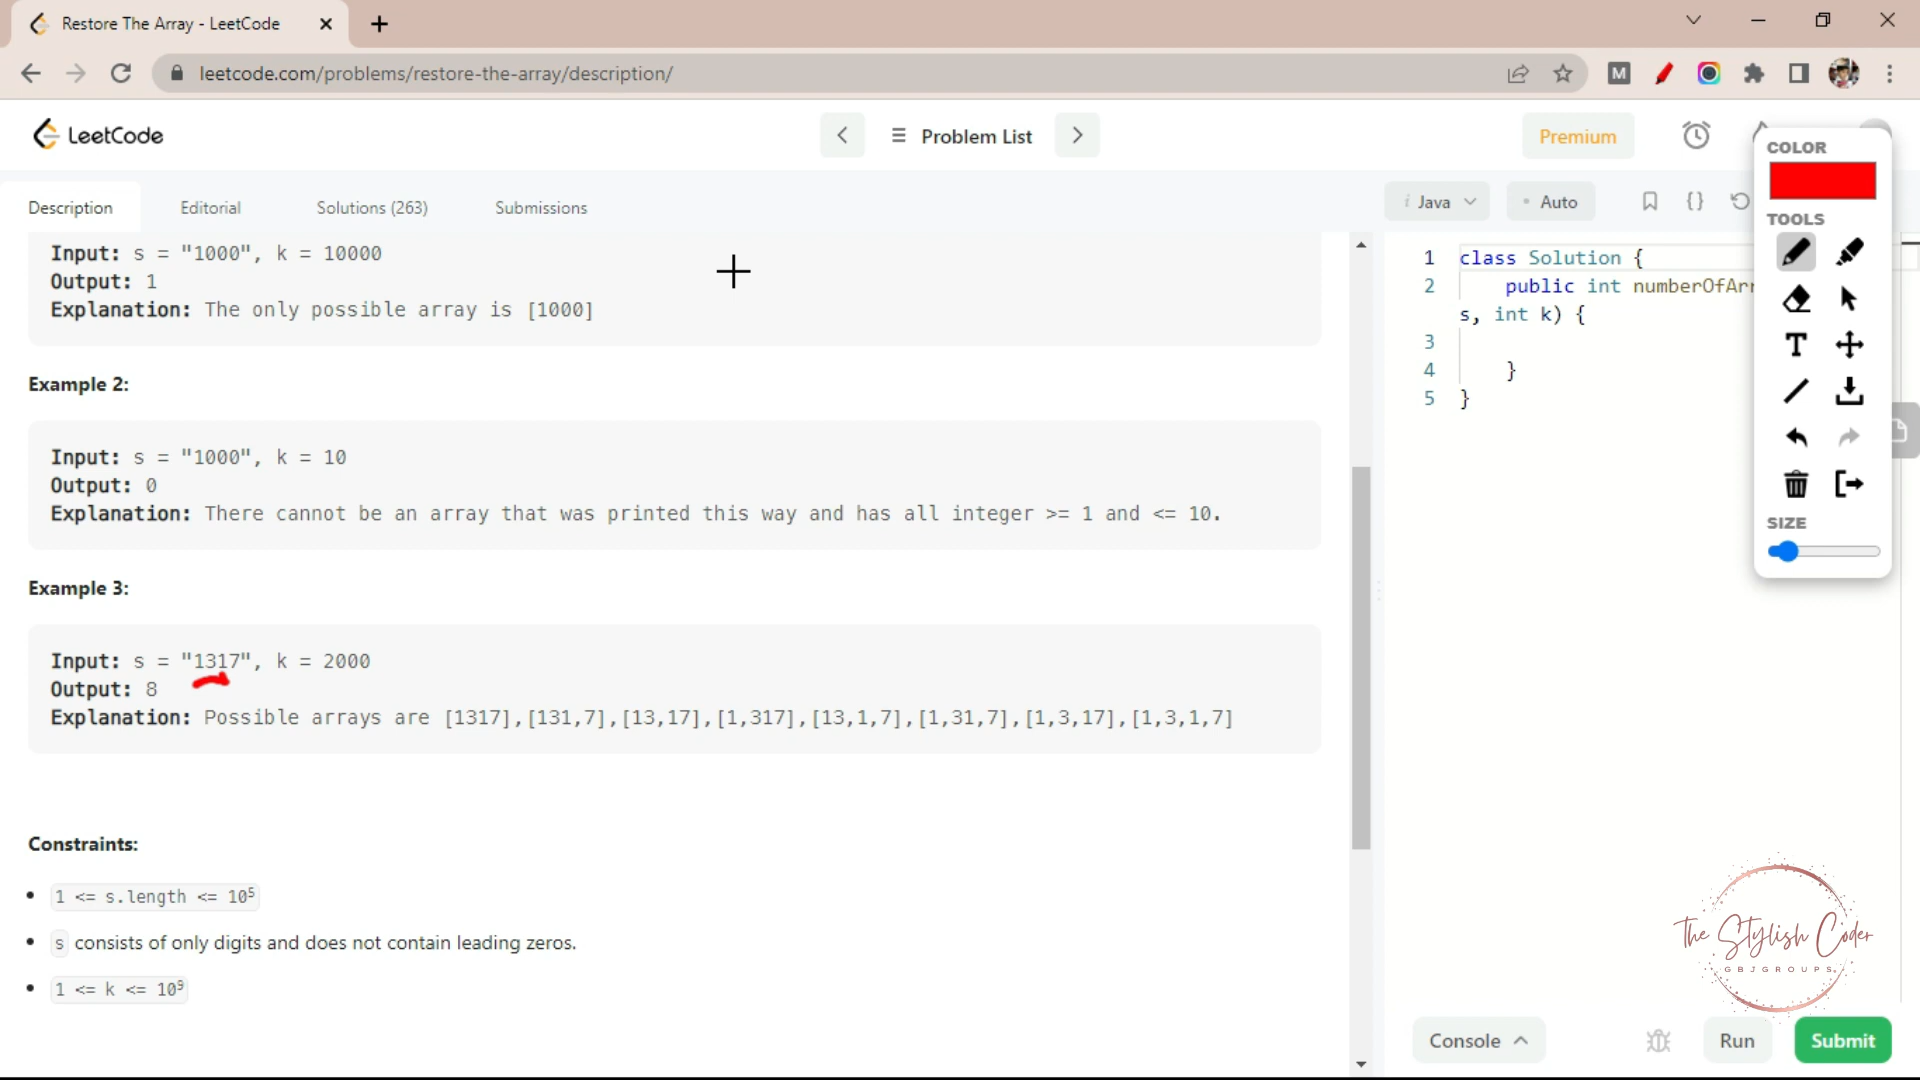 Restore The Array - LeetCode
leetcode.com/problems/restore-the-array/description/
M
LeetCode
Problem List
Premium
Description
Editorial
Solutions (263)
Submissions
i Java
Auto
{}
Input: s = "1000", k = 10000
Output: 1
Explanation: The only possible array is [1000]
Example 2:
Input: s = "1000", k = 10
Output: 0
Explanation: There cannot be an array that was printed this way and has all integer >= 1 and <= 10.
Example 3:
Input: s = "1317", k = 2000
Output: 8
Explanation: Possible arrays are [1317],[131,7],[13,17],[1,317],[13,1,7],[1,31,7],[1,3,17],[1,3,1,7]
Constraints:
1 <= s.length <= 10⁵
s consists of only digits and does not contain leading zeros.
1 <= k <= 10⁹
1 class Solution {
2 public int numberOfArr
s, int k) {
3
4 }
5 }
COLOR
TOOLS
T
SIZE
The Stylish Coder
GBJGROUPS
Console
Run
Submit